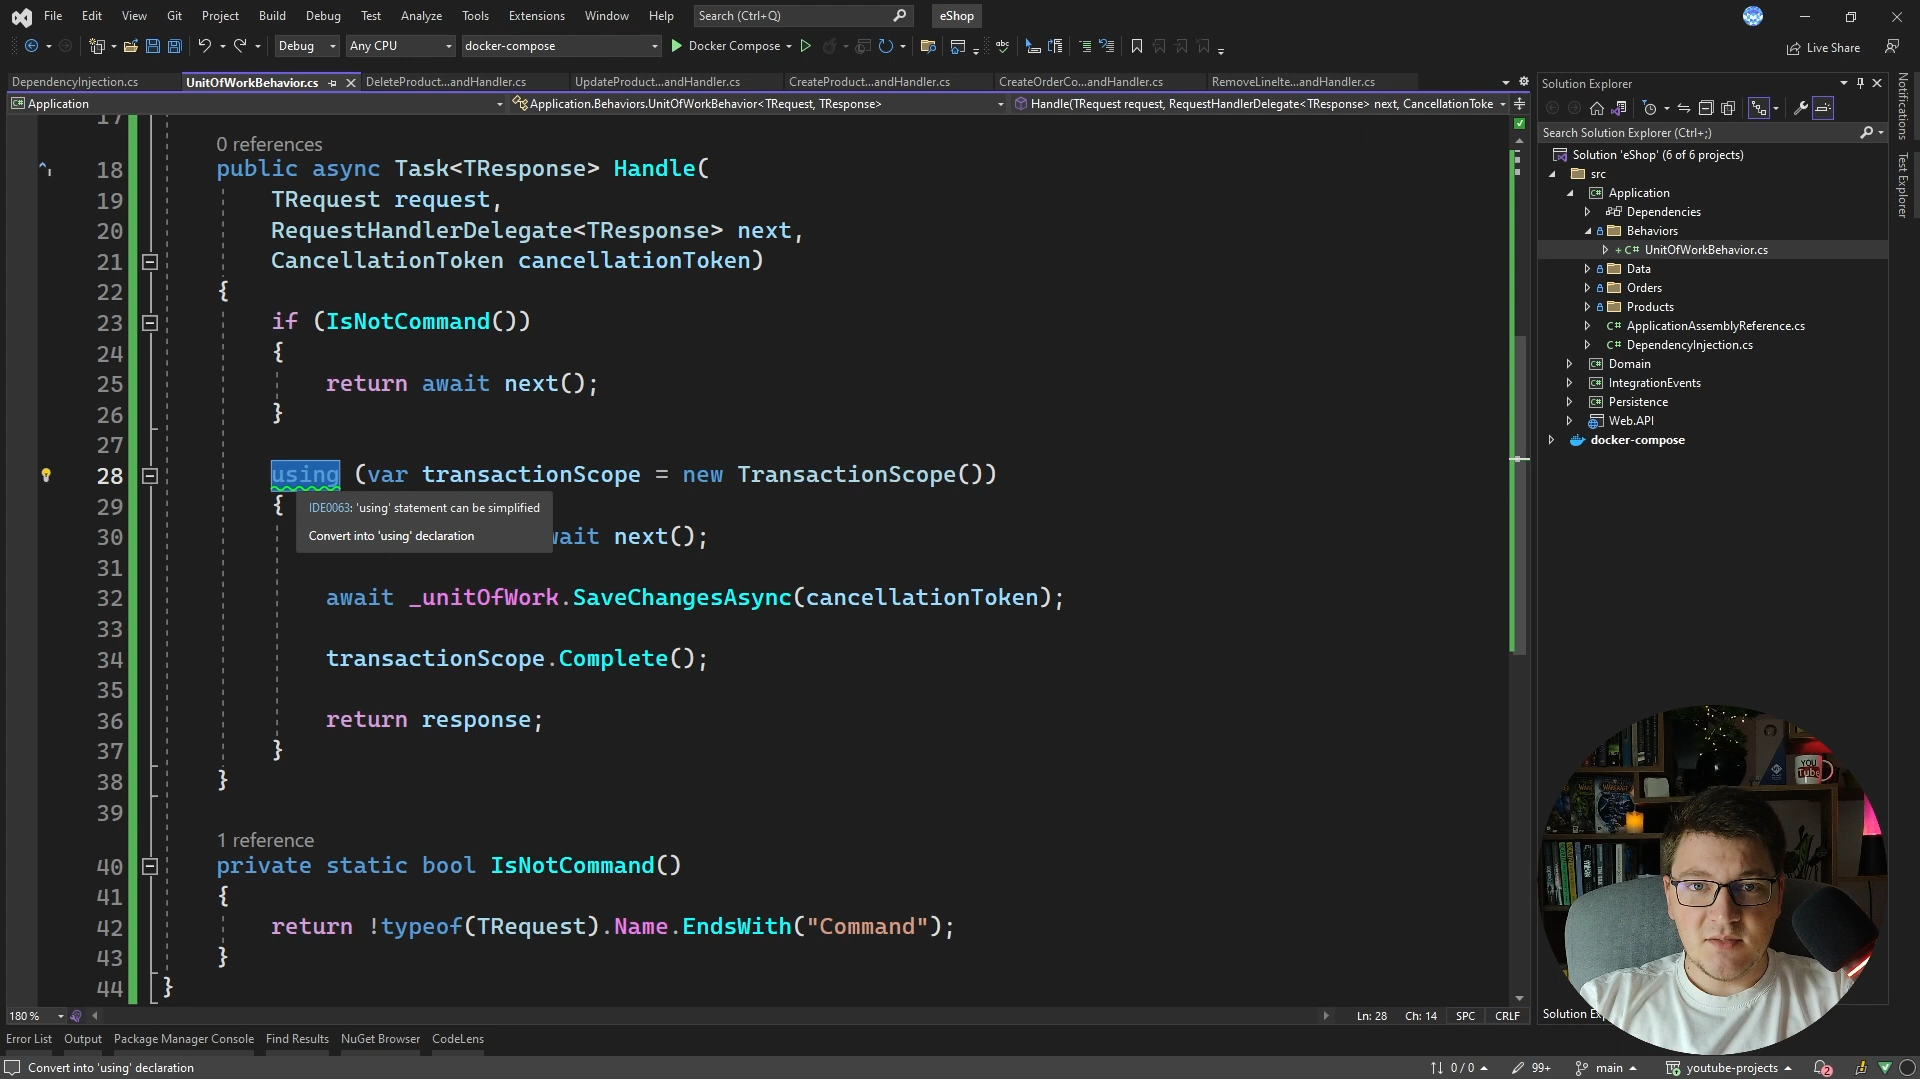 File Edit View Git Project Build Debug Test Analyze Tools Extensions Window Help Search (Ctrl+Q) eShop
Debug Any CPU docker-compose Docker Compose Live Share
DependencyInjection.cs UnitOfWorkBehavior.cs DeleteProduct...andHandler.cs UpdateProduct...andHandler.cs CreateProduct...andHandler.cs CreateOrderCo...andHandler.cs RemoveLineIte...andHandler.cs
Application Application.Behaviors.UnitOfWorkBehavior<TRequest, TResponse> Handle(TRequest request, RequestHandlerDelegate<TResponse> next, CancellationToke
17
0 references
18 public async Task<TResponse> Handle(
19 TRequest request,
20 RequestHandlerDelegate<TResponse> next,
21 CancellationToken cancellationToken)
22 {
23 if (IsNotCommand())
24 {
25 return await next();
26 }
27
28 using (var transactionScope = new TransactionScope())
29 {
IDE0063: 'using' statement can be simplified
Convert into 'using' declaration
30 wait next();
31
32 await _unitOfWork.SaveChangesAsync(cancellationToken);
33
34 transactionScope.Complete();
35
36 return response;
37 }
38 }
39
1 reference
40 private static bool IsNotCommand()
41 {
42 return !typeof(TRequest).Name.EndsWith("Command");
43 }
44 }
180 % Ln: 28 Ch: 14 SPC CRLF
Error List Output Package Manager Console Find Results NuGet Browser CodeLens
Convert into 'using' declaration 0 / 0 99+ main youtube-projects 2
Solution Explorer
Search Solution Explorer (Ctrl+;)
Solution 'eShop' (6 of 6 projects)
src
Application
Dependencies
Behaviors
UnitOfWorkBehavior.cs
Data
Orders
Products
ApplicationAssemblyReference.cs
DependencyInjection.cs
Domain
IntegrationEvents
Persistence
Web.API
docker-compose
Solution Ex
Notifications
Test Explorer
YOU
Tube